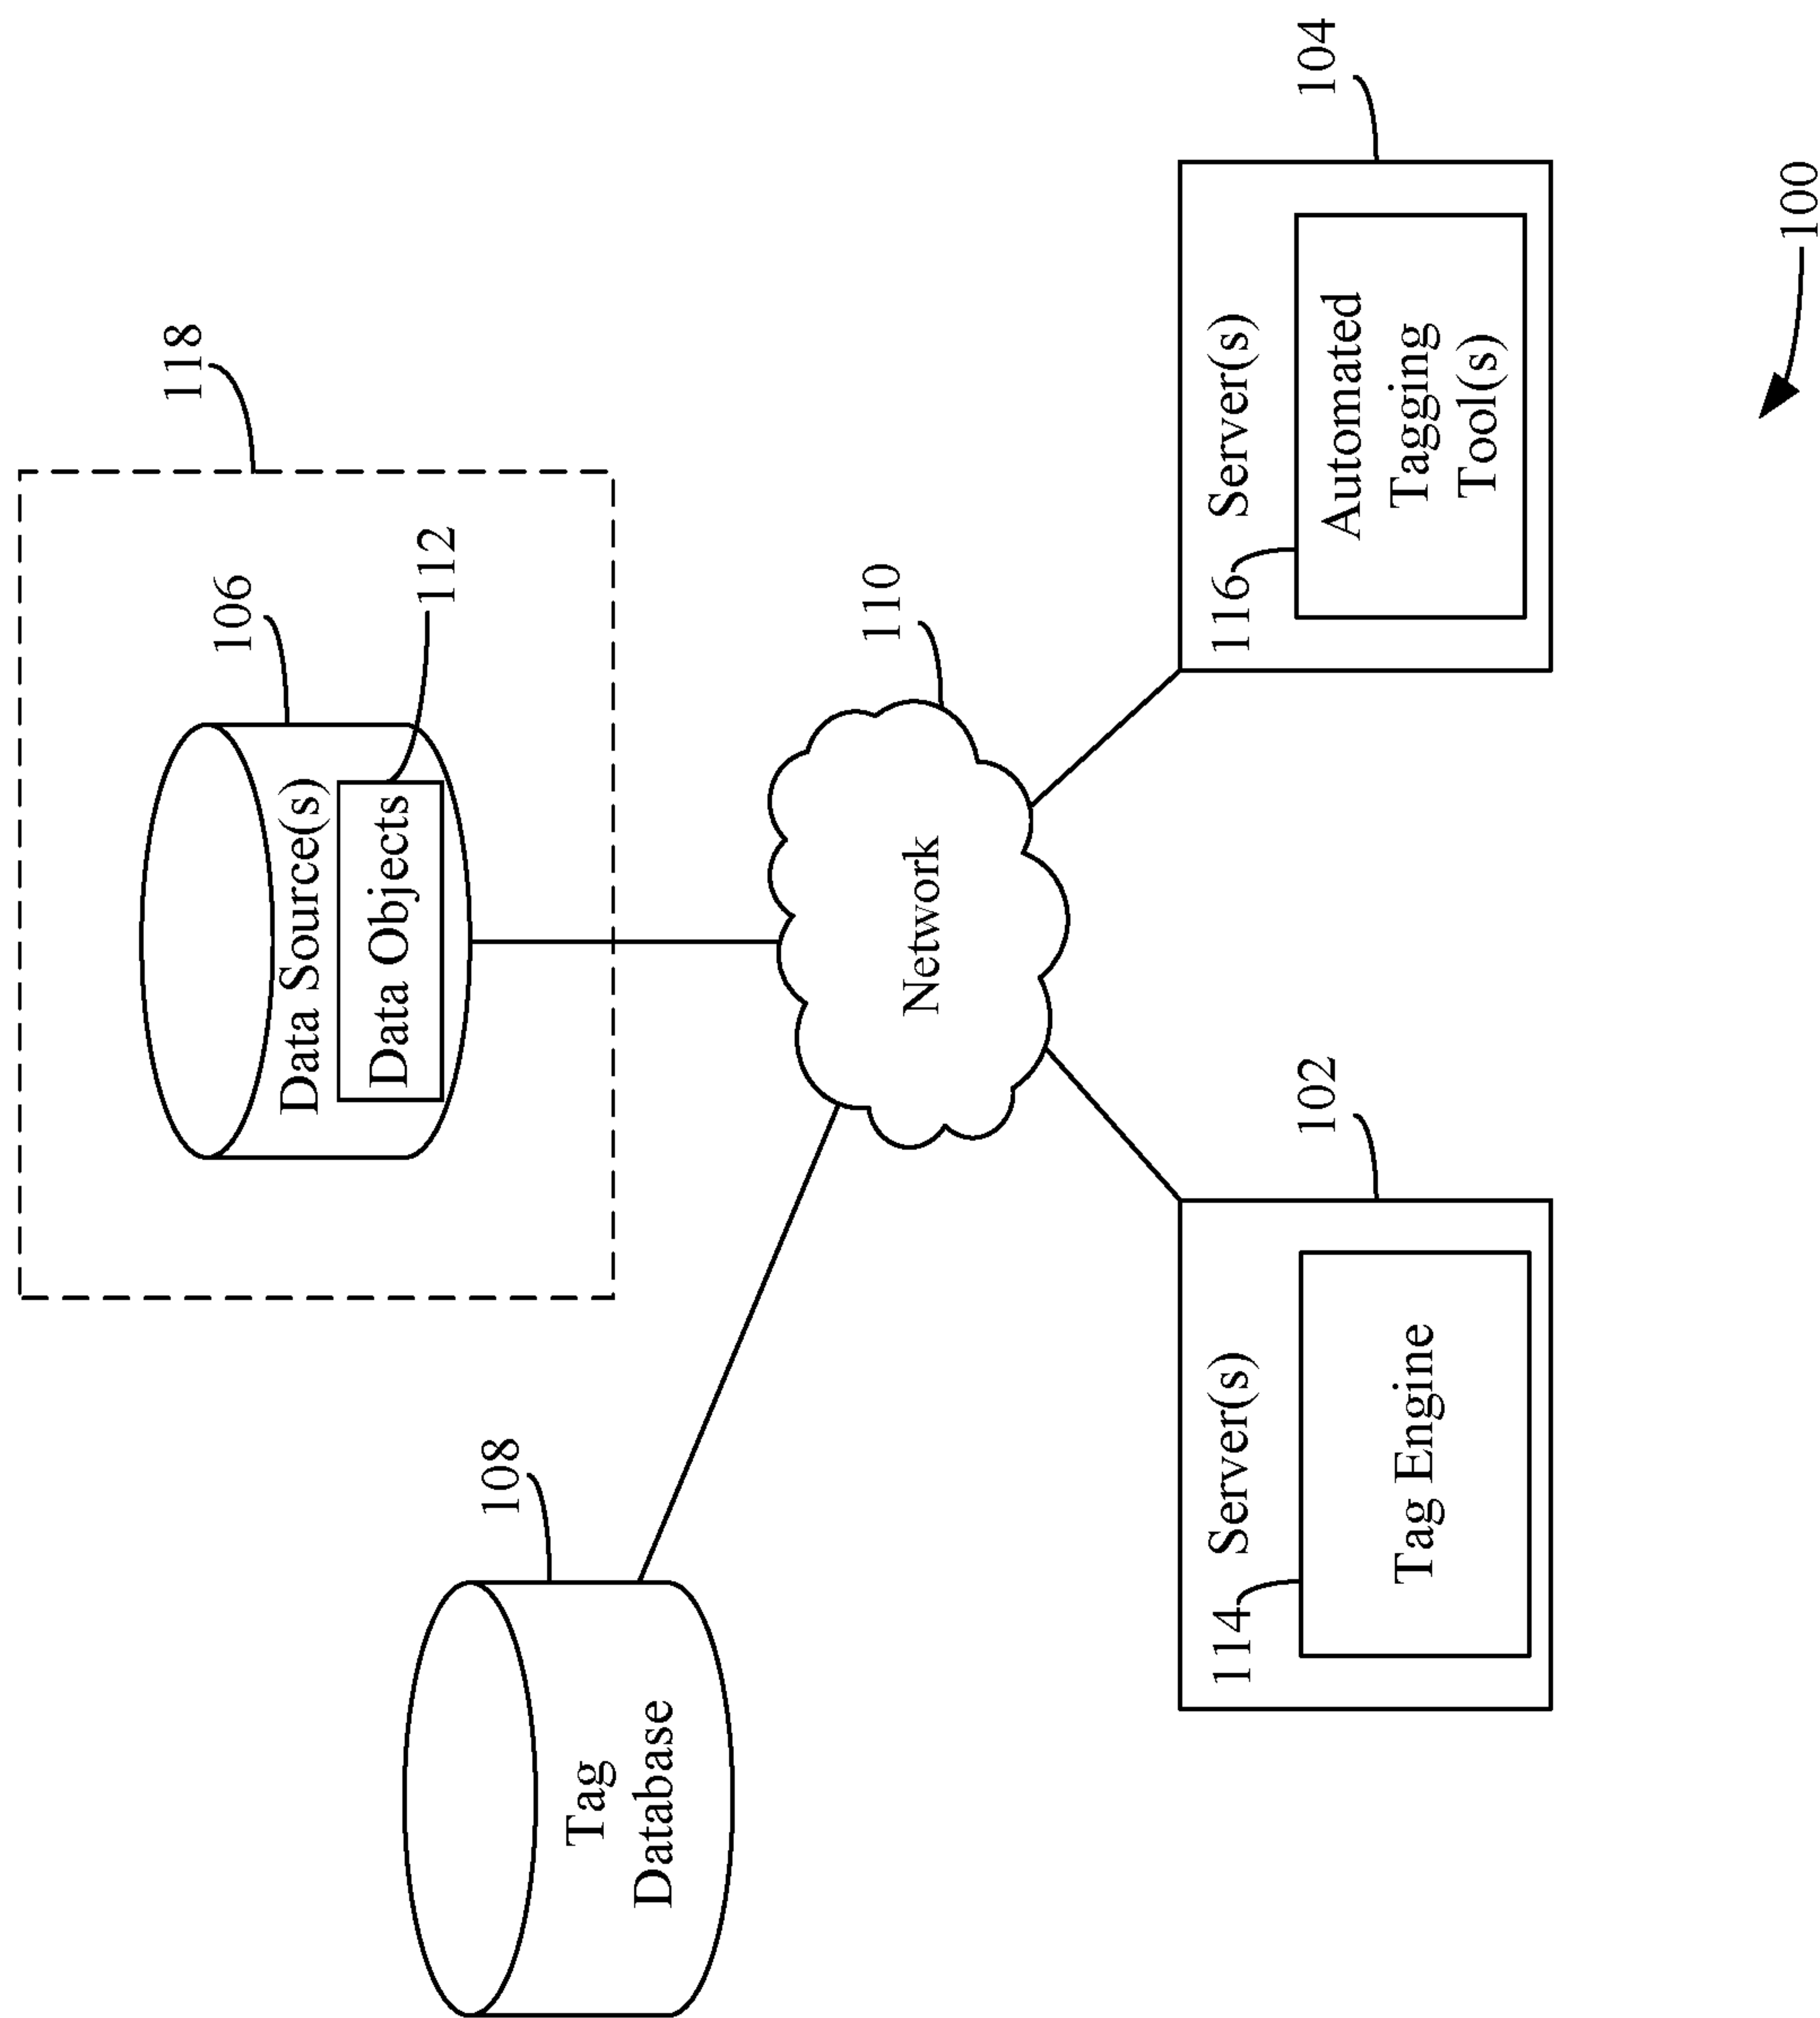 118
106
Data Source(s)
Data Objects
112
108
Tag
Database
110
Network
102
114
Server(s)
Tag Engine
104
116
Server(s)
Automated
Tagging
Tool(s)
100